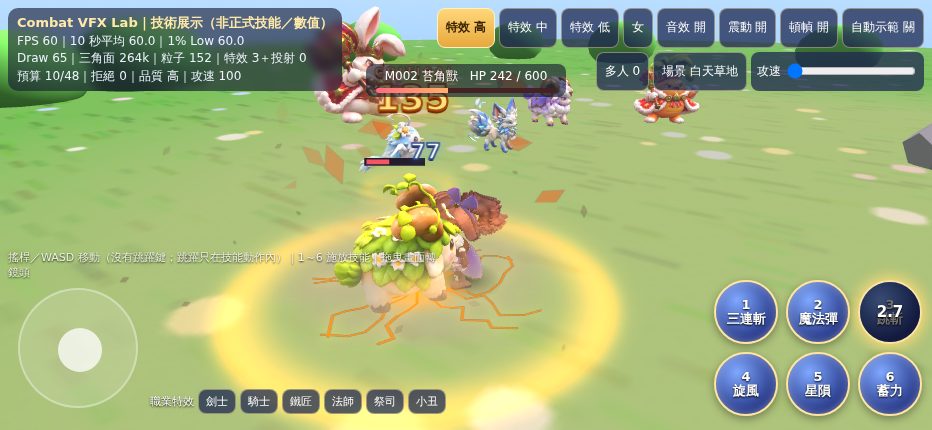 Combat VFX Lab｜技術展示（非正式技能／數值）
FPS 60｜10 秒平均 60.0｜1% Low 60.0
Draw 65｜三角面 264k｜粒子 152｜特效 3＋投射 0
預算 10/48｜拒絕 0｜品質 高｜攻速 100
特效 高
特效 中
特效 低
女
音效 開
震動 開
頓幀 開
自動示範 關
多人 0
場景 白天草地
攻速
M002 苔角獸 HP 242 / 600
135
77
搖桿／WASD 移動（沒有跳躍鍵；跳躍只在技能動作內）｜1～6 施放技能
鏡頭
1
三連斬
2
魔法彈
2.7
4
旋風
5
星隕
6
蓄力
職業特效
劍士
騎士
鐵匠
法師
祭司
小丑